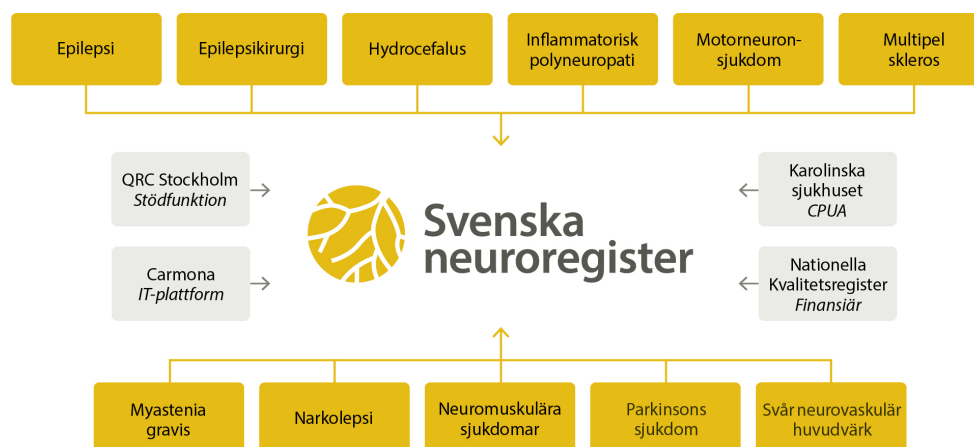 Epilepsi
Epilepsikirurgi
Hydrocefalus
Inflammatorisk
polyneuropati
Motorneuron-
sjukdom
Multipel
skleros
QRC Stockholm
Stödfunktion
Carmona
IT-plattform
Svenska
neuroregister
Karolinska
sjukhuset
CPUA
Nationella
Kvalitetsregister
Finansiär
Myastenia
gravis
Narkolepsi
Neuromuskulära
sjukdomar
Parkinsons
sjukdom
Svår neurovaskulär
huvudvärk